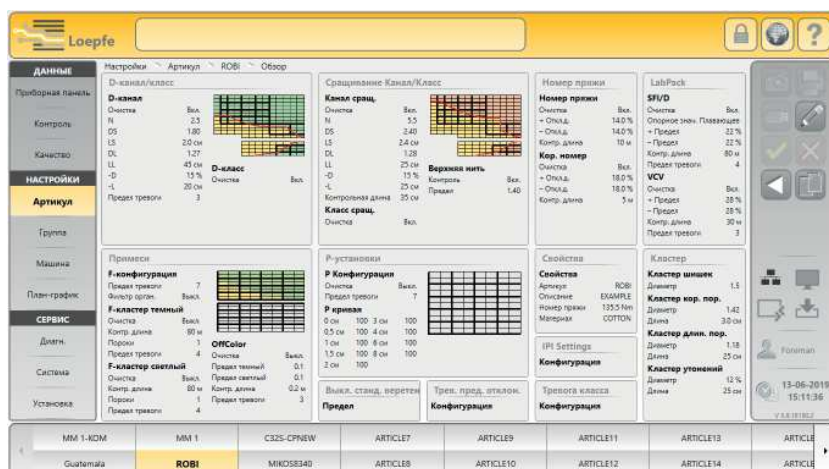 Loepfe
?
ДАННЫЕ
Приборная панель
Контроль
Качество
НАСТРОЙКИ
Артикул
Группа
Машина
План-график
СЕРВИС
Диагн.
Система
Установка
Настройки Артикул ROBI Обзор
D-канал/класс
D-канал
Очистка Вкл.
N 2.5
DS 1.80
LS 2.0 см
DL 1.27
LL 45 см
-D 15 %
-L 20 см
Предел тревоги 3
D-класс
Очистка Вкл.
Сращивание Канал/Класс
Канал сращ.
Очистка Вкл.
N 5.5
DS 2.40
LS 2.4 см
DL 1.28
LL 25 см
-D 15 %
-L 25 см
Контрольная длина 35 см
Класс сращ.
Очистка Вкл.
Верхняя нить
Контроль Вкл.
Предел 1.40
Номер пряжи
Номер пряжи
Очистка Вкл.
+ Откл.д. 14.0 %
– Откл.д. 14.0 %
Контр. длина 10 м
Кор. номер
Очистка Вкл.
+ Откл.д. 18.0 %
– Откл.д. 18.0 %
Контр. длина 5 м
LabPack
SFI/D
Очистка Вкл.
Опорное знач. Плавающее
+ Предел 22 %
– Предел 22 %
Контр. длина 80 м
Предел тревоги 4
VCV
Очистка Вкл.
+ Предел 28 %
– Предел 28 %
Контр. длина 30 м
Предел тревоги 3
Примеси
F-конфигурация
Предел тревоги 7
Фильтр орган. Выкл.
F-кластер темный
Очистка Выкл.
Контр. длина 80 м
Пороки 1
Предел тревоги 4
F-кластер светлый
Очистка Выкл.
Контр. длина 80 м
Пороки 1
Предел тревоги 4
OffColor
Очистка Выкл.
Предел темный 0.1
Предел светлый 0.1
Контр. длина 0.2 м
Предел тревоги 3
P-установки
P Конфигурация
Очистка Выкл.
Предел тревоги 7
P кривая
0 см 100 3 см 100
0,5 см 100 4 см 100
1 см 100 6 см 100
1,5 см 100 8 см 100
2 см 100
Выкл. станд. веретен
Предел
Трев. пред. отклон.
Конфигурация
Свойства
Свойства
Артикул ROBI
Описание EXAMPLE
Номер пряжи 135.5 Nm
Материал COTTON
IPI Settings
Конфигурация
Тревога класса
Конфигурация
Кластер
Кластер шишек
Диаметр 1.5
Кластер кор. пор.
Диаметр 1.42
Длина 3.0 см
Кластер длин. пор.
Диаметр 1.18
Длина 25 см
Кластер утонений
Диаметр 12 %
Длина 25 см
Foreman
13-06-2019
15:11:36
MM 1-КОМ MM 1 C32S-CPNEW ARTICLE7 ARTICLE9 ARTICLE11 ARTICLE13 ARTICLE
Guatemala ROBI MIKOS8340 ARTICLE8 ARTICLE10 ARTICLE12 ARTICLE14 ARTICLE